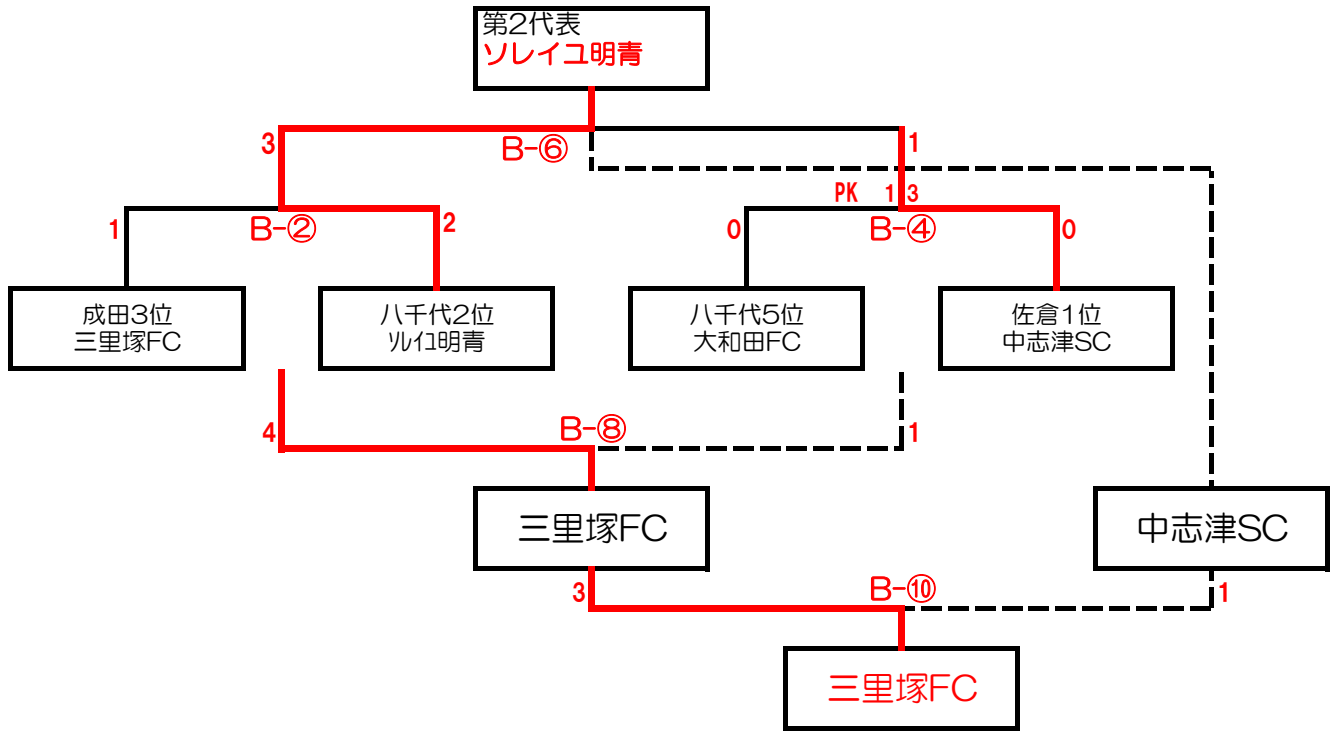 第2代表
ソレイユ明青
3
B-⑥
1
PK 1 3
1
B-②
2
0
B-④
0
成田3位
三里塚FC
八千代2位
ｿﾚｲﾕ明青
八千代5位
大和田FC
佐倉1位
中志津SC
4
B-⑧
1
三里塚FC
中志津SC
3
B-⑩
1
三里塚FC